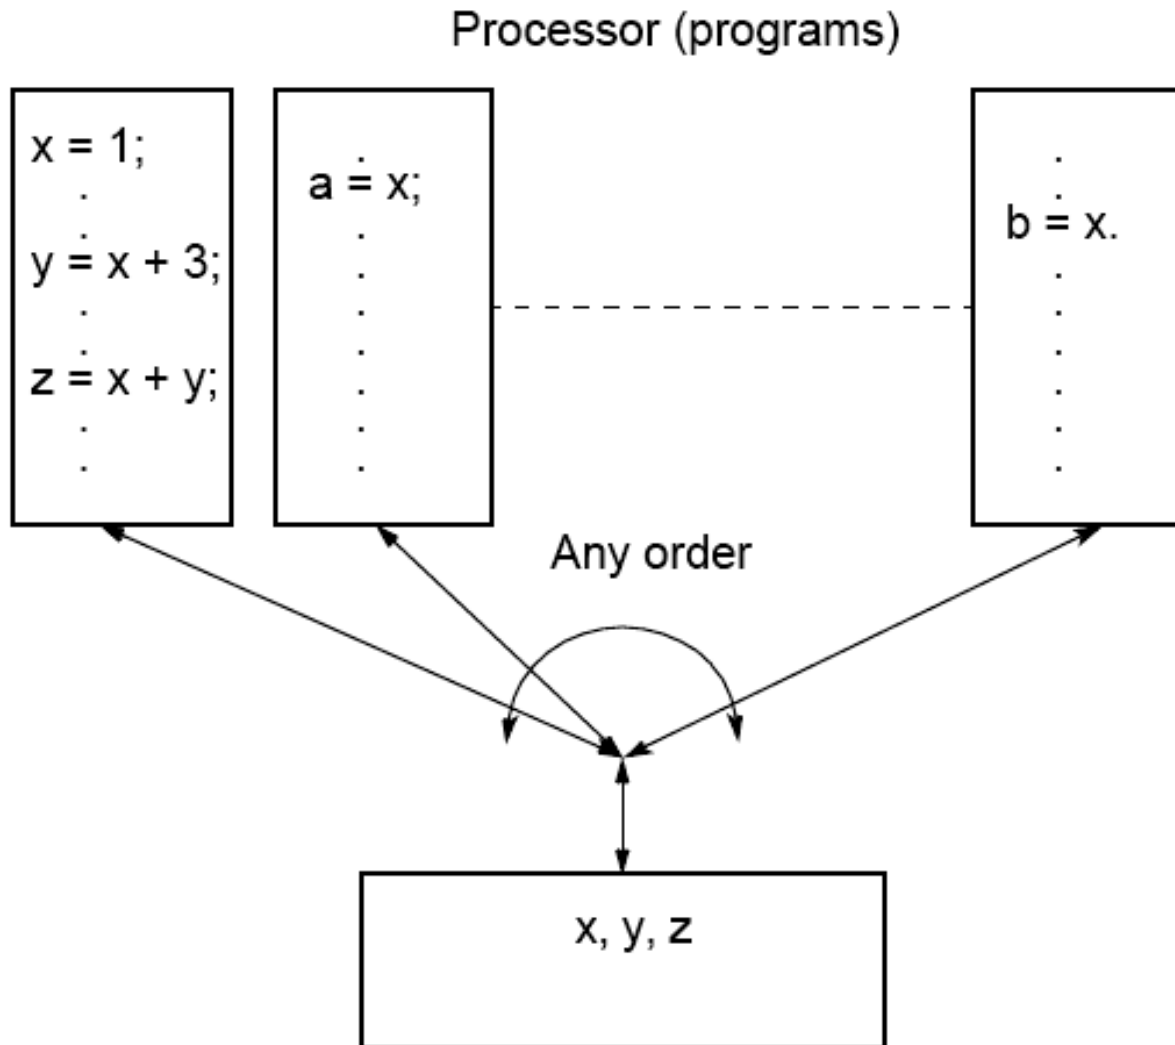 Processor (programs)
x = 1;
.
.
y = x + 3;
.
.
z = x + y;
.
.
.
a = x;
.
.
.
.
.
.
.
.
.
b = x.
.
.
.
.
.
.
Any order
x, y, z